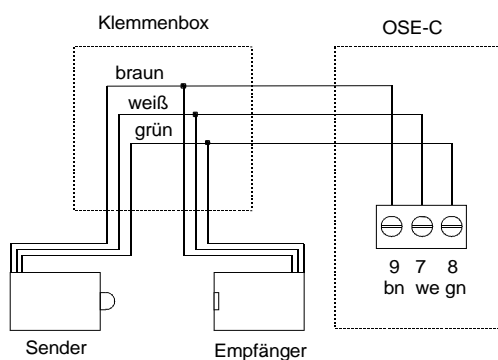 Klemmenbox
OSE-C
braun
weiß
grün
9 7 8
bn we gn
Sender
Empfänger